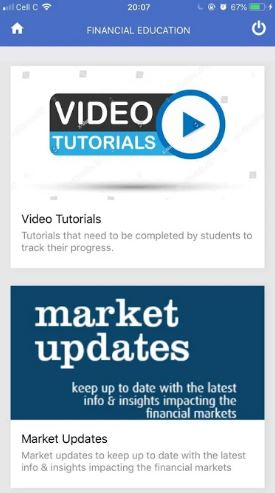 Cell C 20:07 67%
FINANCIAL EDUCATION
VIDEO
TUTORIALS
Video Tutorials
Tutorials that need to be completed by students to
track their progress.
market
updates
keep up to date with the latest
info & insights impacting the
financial markets
Market Updates
Market updates to keep up to date with the latest
info & insights impacting the financial markets